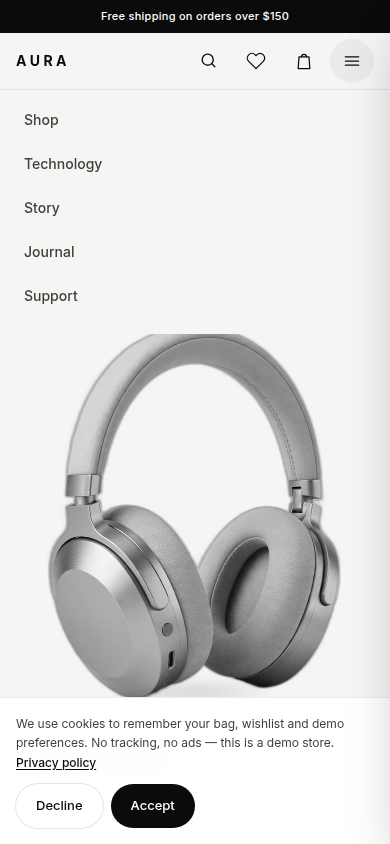 Free shipping on orders over $150
AURA
Shop
Technology
Story
Journal
Support
We use cookies to remember your bag, wishlist and demo
preferences. No tracking, no ads — this is a demo store.
Privacy policy
Decline
Accept